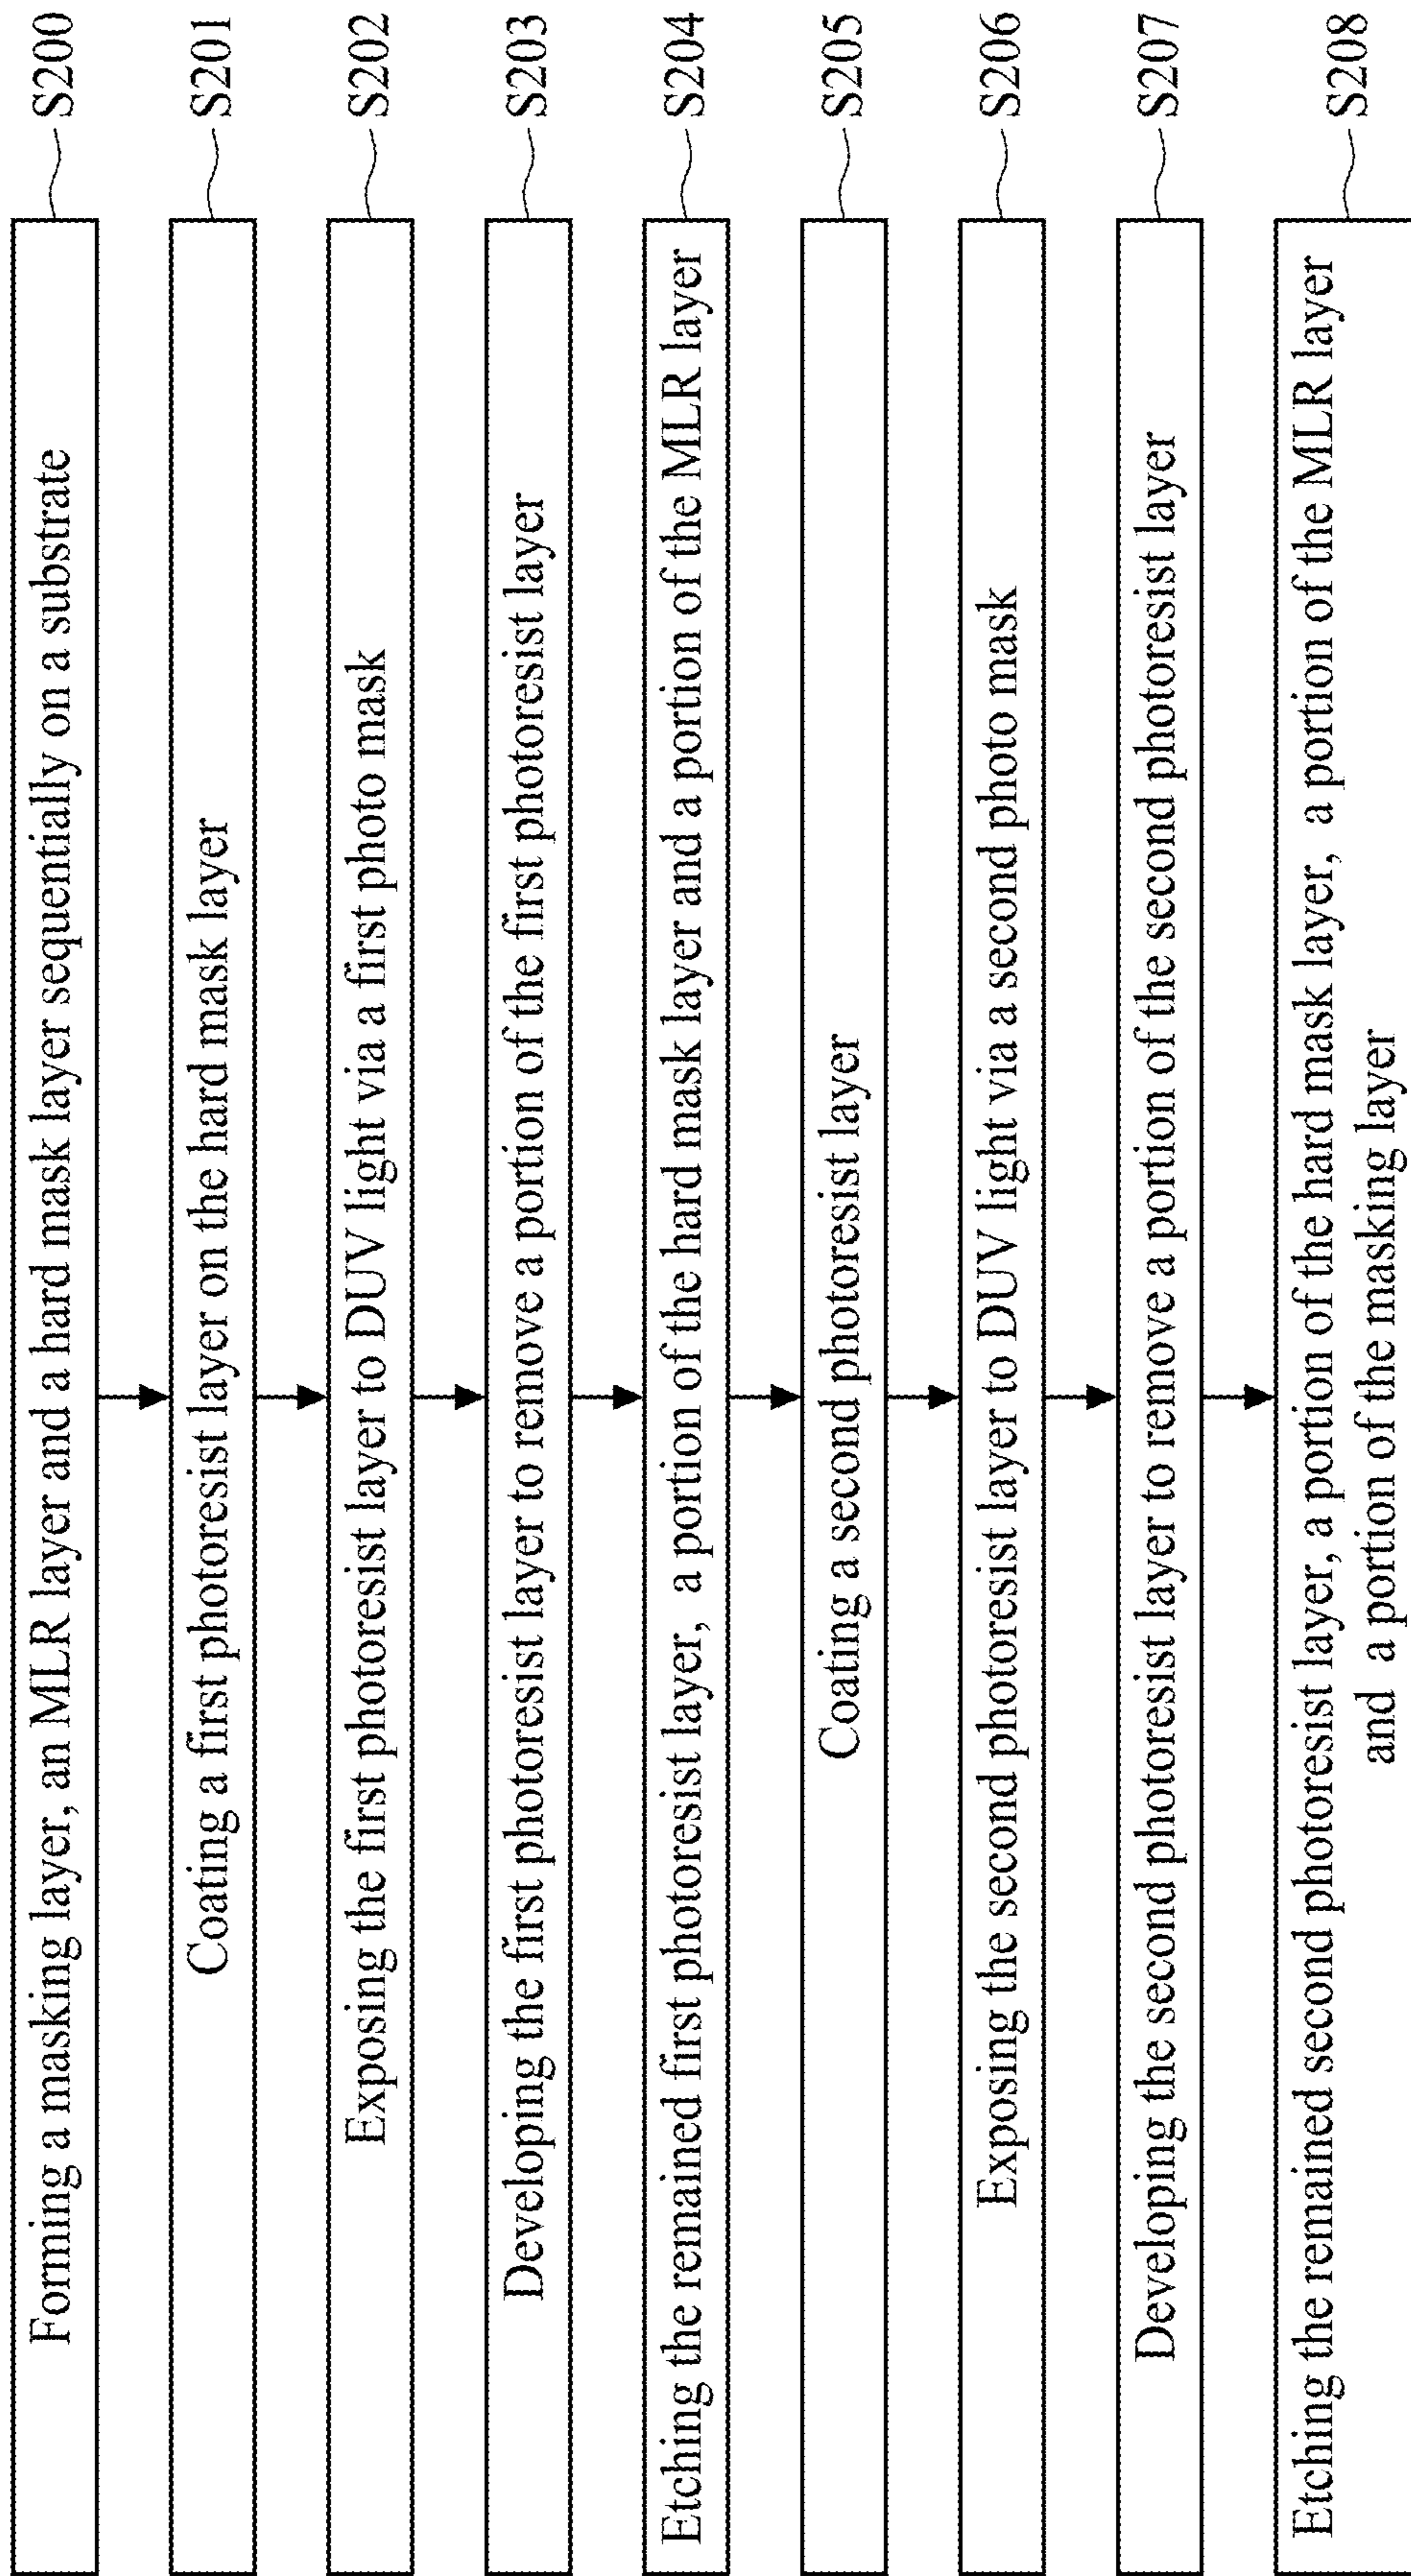 Forming a masking layer, an MLR layer and a hard mask layer sequentially on a substrate
S200
Coating a first photoresist layer on the hard mask layer
S201
Exposing the first photoresist layer to DUV light via a first photo mask
S202
Developing the first photoresist layer to remove a portion of the first photoresist layer
S203
Etching the remained first photoresist layer, a portion of the hard mask layer and a portion of the MLR layer
S204
Coating a second photoresist layer
S205
Exposing the second photoresist layer to DUV light via a second photo mask
S206
Developing the second photoresist layer to remove a portion of the second photoresist layer
S207
Etching the remained second photoresist layer, a portion of the hard mask layer, a portion of the MLR layer
and a portion of the masking layer
S208